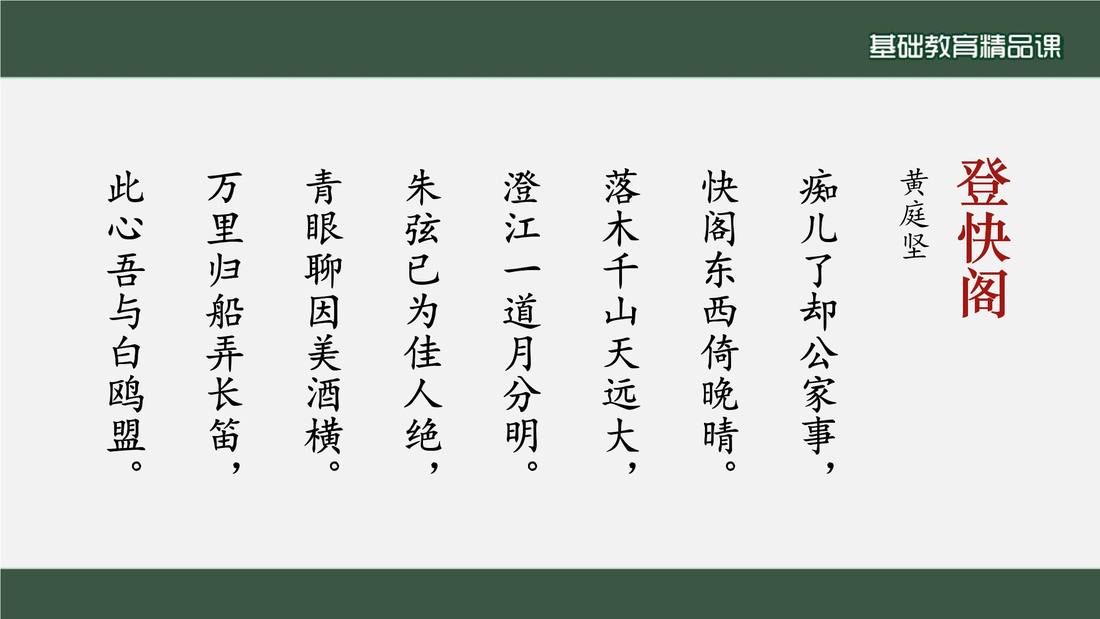 基础教育精品课
登快阁
黄庭坚
痴儿了却公家事，
快阁东西倚晚晴。
落木千山天远大，
澄江一道月分明。
朱弦已为佳人绝，
青眼聊因美酒横。
万里归船弄长笛，
此心吾与白鸥盟。